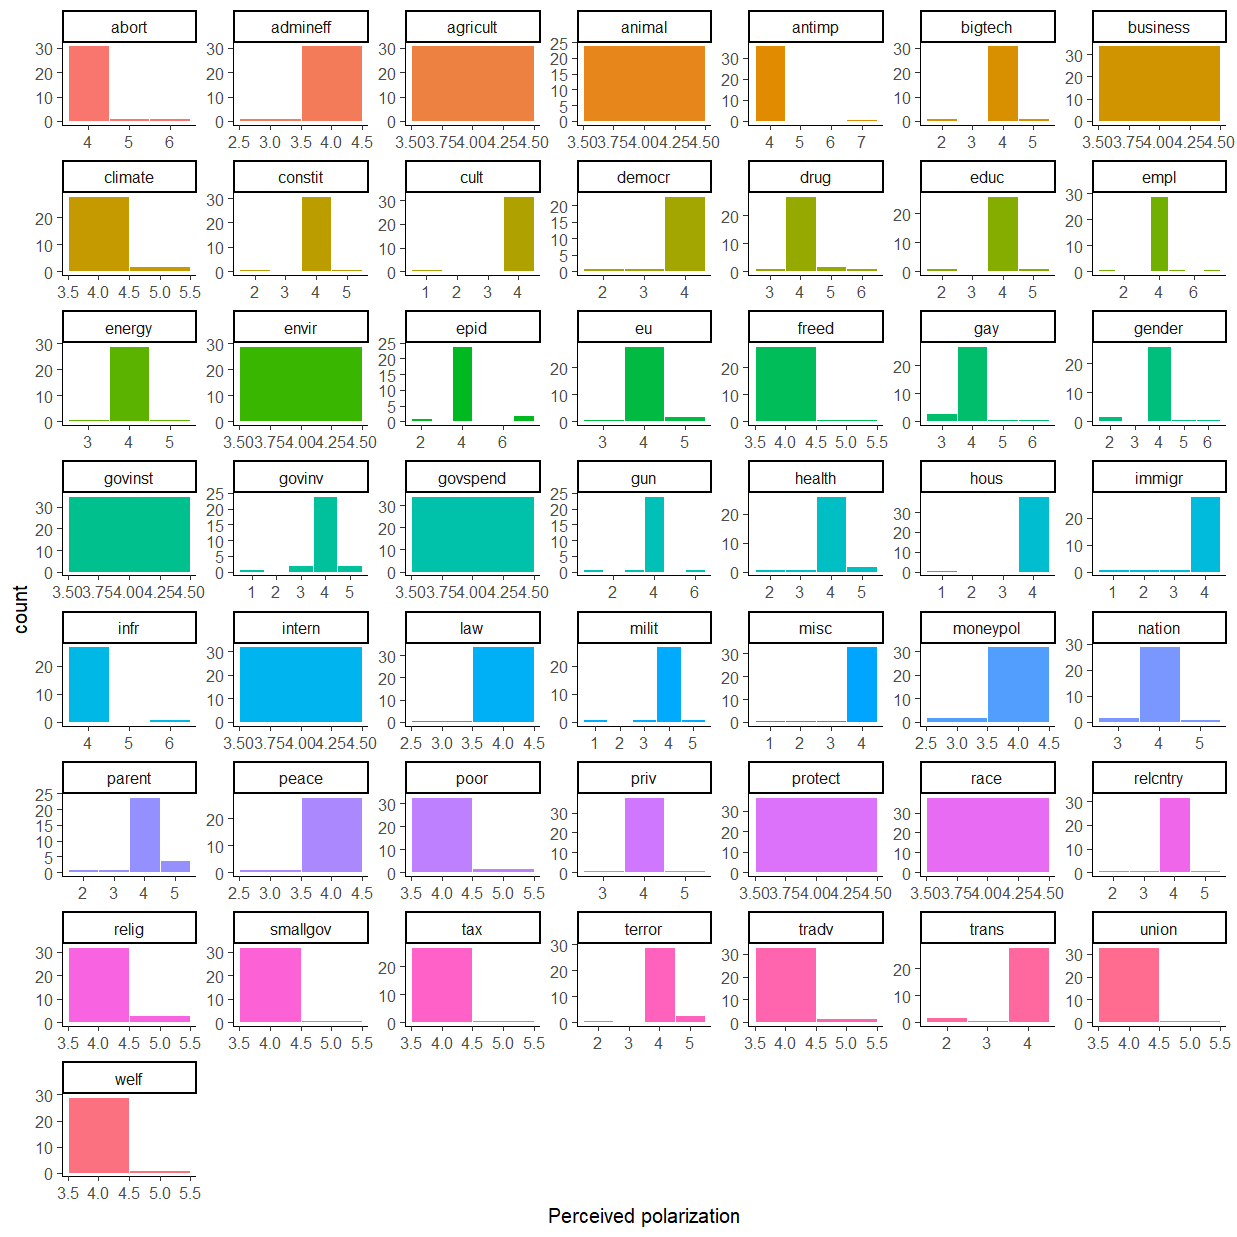 abort admineff agricult animal antimp bigtech business
30 20 10 0 30 20 10 0 30 20 10 0 25 20 15 10 5 0 30 20 10 0 30 20 10 0 30 20 10 0
4 5 6 2.5 3.0 3.5 4.0 4.5 3.50 3.75 4.00 4.25 4.50 3.50 3.75 4.00 4.25 4.50 4 5 6 7 2 3 4 5 3.50 3.75 4.00 4.25 4.50
climate constit cult democr drug educ empl
20 10 0 30 20 10 0 30 20 10 0 20 15 10 5 0 20 10 0 20 10 0 30 20 10 0
3.5 4.0 4.5 5.0 5.5 2 3 4 5 1 2 3 4 2 3 4 3 4 5 6 2 3 4 5 2 4 6
energy envir epid eu freed gay gender
30 20 10 0 20 10 0 25 20 15 10 5 0 20 10 0 20 10 0 20 10 0 20 10 0
3 4 5 3.50 3.75 4.00 4.25 4.50 2 4 6 3 4 5 3.5 4.0 4.5 5.0 5.5 3 4 5 6 2 3 4 5 6
govinst govinv govspend gun health hous immigr
30 20 10 0 25 20 15 10 5 0 30 20 10 0 25 20 15 10 5 0 20 10 0 30 20 10 0 20 10 0
3.50 3.75 4.00 4.25 4.50 1 2 3 4 5 3.50 3.75 4.00 4.25 4.50 2 4 6 2 3 4 5 1 2 3 4 1 2 3 4
count
infr intern law milit misc moneypol nation
20 10 0 30 20 10 0 20 10 0 20 10 0 30 20 10 0 30 20 10 0 30 20 10 0
4 5 6 3.50 3.75 4.00 4.25 4.50 2.5 3.0 3.5 4.0 4.5 1 2 3 4 5 1 2 3 4 2.5 3.0 3.5 4.0 4.5 3 4 5
parent peace poor priv protect race relcntry
25 20 15 10 5 0 20 10 0 30 20 10 0 30 20 10 0 30 20 10 0 30 20 10 0 30 20 10 0
2 3 4 5 2.5 3.0 3.5 4.0 4.5 3.5 4.0 4.5 5.0 5.5 3 4 5 3.50 3.75 4.00 4.25 4.50 3.50 3.75 4.00 4.25 4.50 2 3 4 5
relig smallgov tax terror tradv trans union
30 20 10 0 30 20 10 0 20 10 0 30 20 10 0 30 20 10 0 20 10 0 30 20 10 0
3.5 4.0 4.5 5.0 5.5 3.5 4.0 4.5 5.0 5.5 3.5 4.0 4.5 5.0 5.5 2 3 4 5 3.5 4.0 4.5 5.0 5.5 2 3 4 3.5 4.0 4.5 5.0 5.5
welf
30 20 10 0
3.5 4.0 4.5 5.0 5.5
Perceived polarization